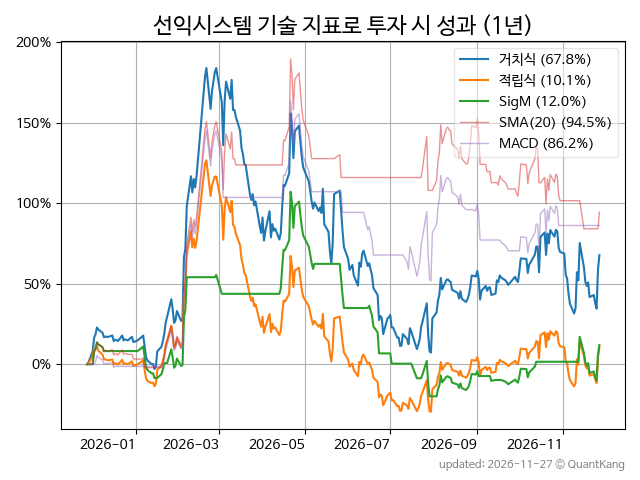 선익시스템 기술 지표로 투자 시 성과 (1년)
200%
150%
100%
50%
0%
거치식 (67.8%)
적립식 (10.1%)
SigM (12.0%)
SMA(20) (94.5%)
MACD (86.2%)
2026-01
2026-03
2026-05
2026-07
2026-09
2026-11
updated: 2026-11-27 © QuantKang